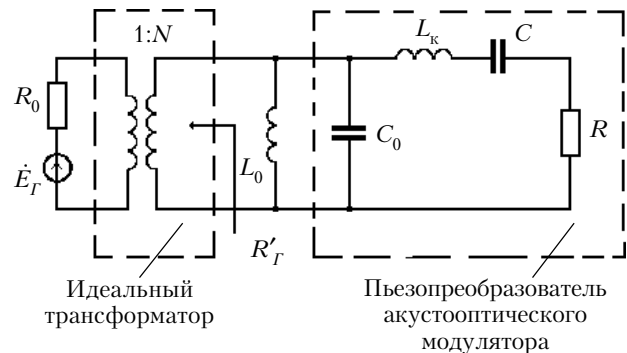 1:N
Lк
C
R0
ĖГ
L0
C0
R
R′Г
Идеальный
трансформатор
Пьезопреобразователь
акустооптического
модулятора